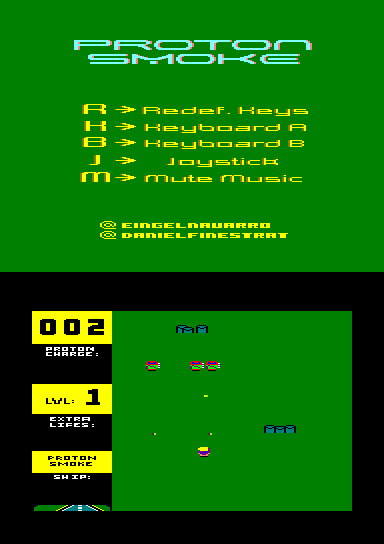 PROTON
SMOKE
R > Redef. Keys
K > Keyboard A
B > Keyboard B
J > Joystick
M > Mute Music
@ EINGELNAVARRO
@ DANIELFINESTRAT
002
PROTON
CHARGE:
LVL: 1
EXTRA
LIFES:
PROTON
SMOKE
SHIP: